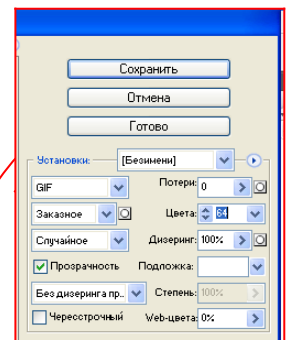 Сохранить
Отмена
Готово
Установки: [Безимени]
GIF Потери: 0
Заказное Цвета: 64
Случайное Дизеринг: 100%
Прозрачность Подложка:
Без дизеринга пр.. Степень: 100%
Чересстрочный Web-цвета: 0%